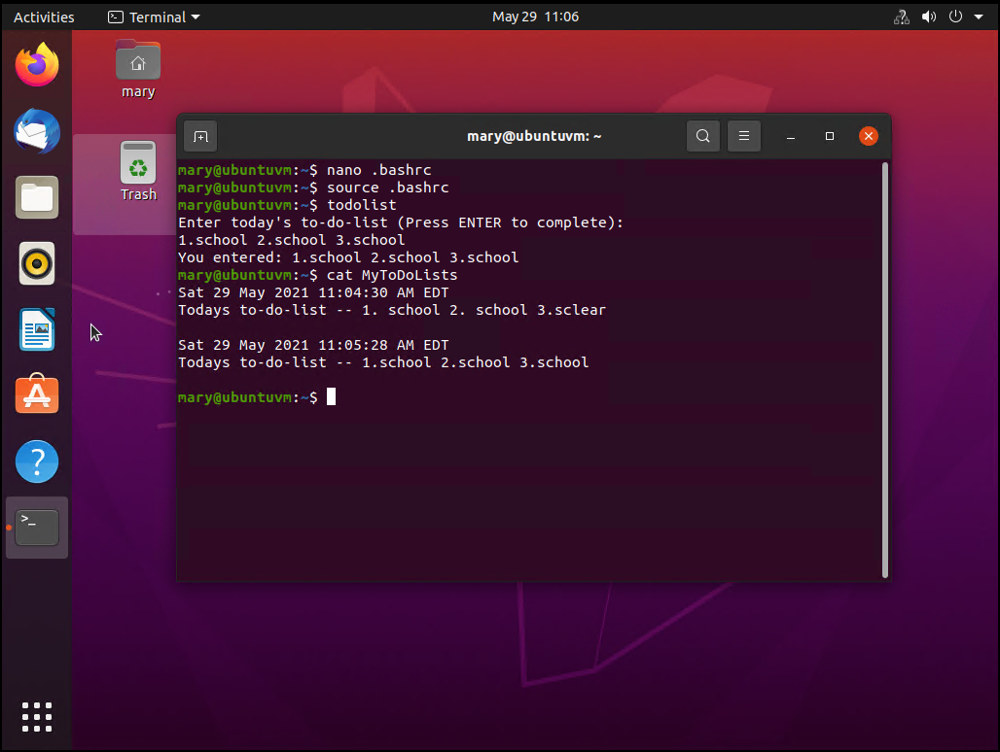 Activities
Terminal
May 29 11:06
mary
Trash
mary@ubuntuvm: ~
mary@ubuntuvm:~$ nano .bashrc
mary@ubuntuvm:~$ source .bashrc
mary@ubuntuvm:~$ todolist
Enter today's to-do-list (Press ENTER to complete):
1.school 2.school 3.school
You entered: 1.school 2.school 3.school
mary@ubuntuvm:~$ cat MyToDoLists
Sat 29 May 2021 11:04:30 AM EDT
Todays to-do-list -- 1. school 2. school 3.sclear
Sat 29 May 2021 11:05:28 AM EDT
Todays to-do-list -- 1.school 2.school 3.school
mary@ubuntuvm:~$